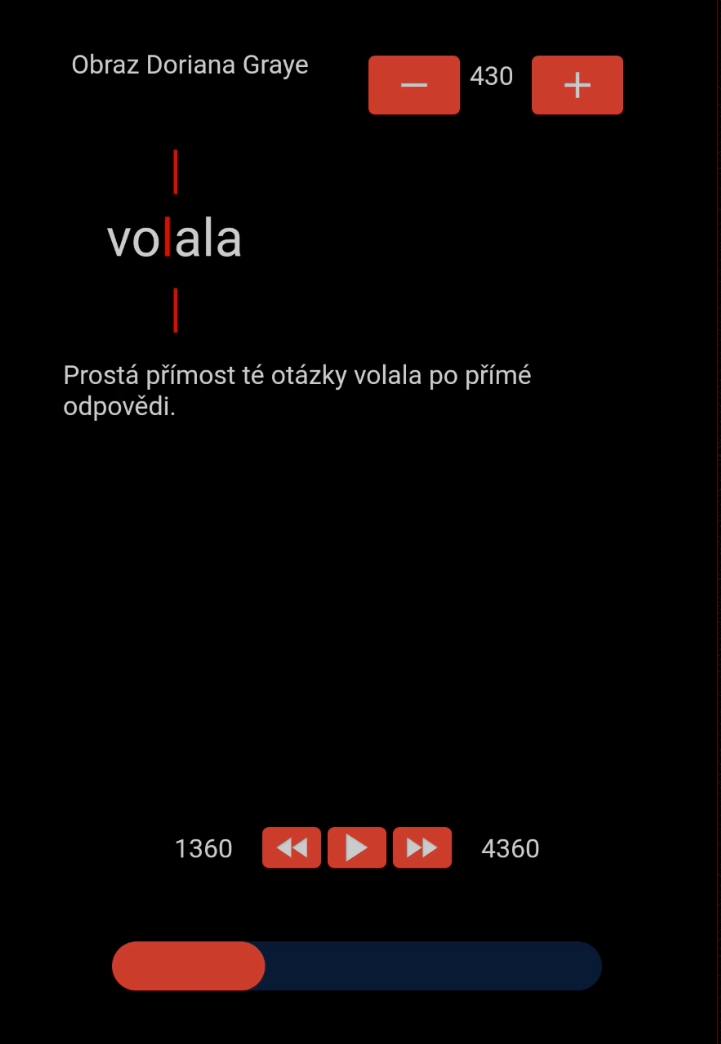 Obraz Doriana Graye
− 430 +
volala
Prostá přímost té otázky volala po přímé
odpovědi.
1360 4360